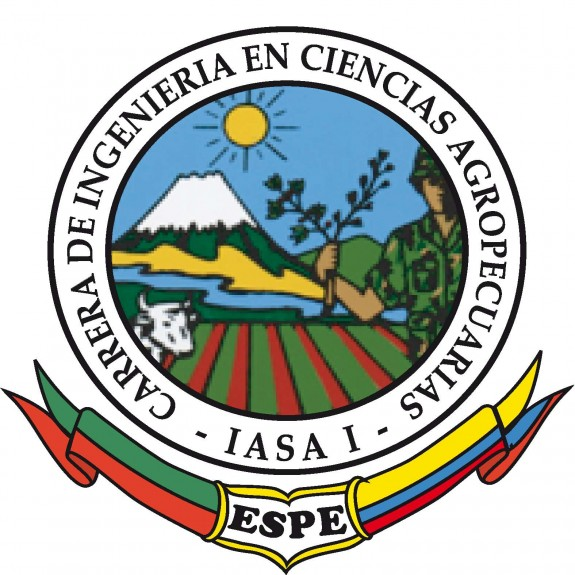 CARRERA DE INGENIERIA EN CIENCIAS AGROPECUARIAS
- IASA I -
ESPE